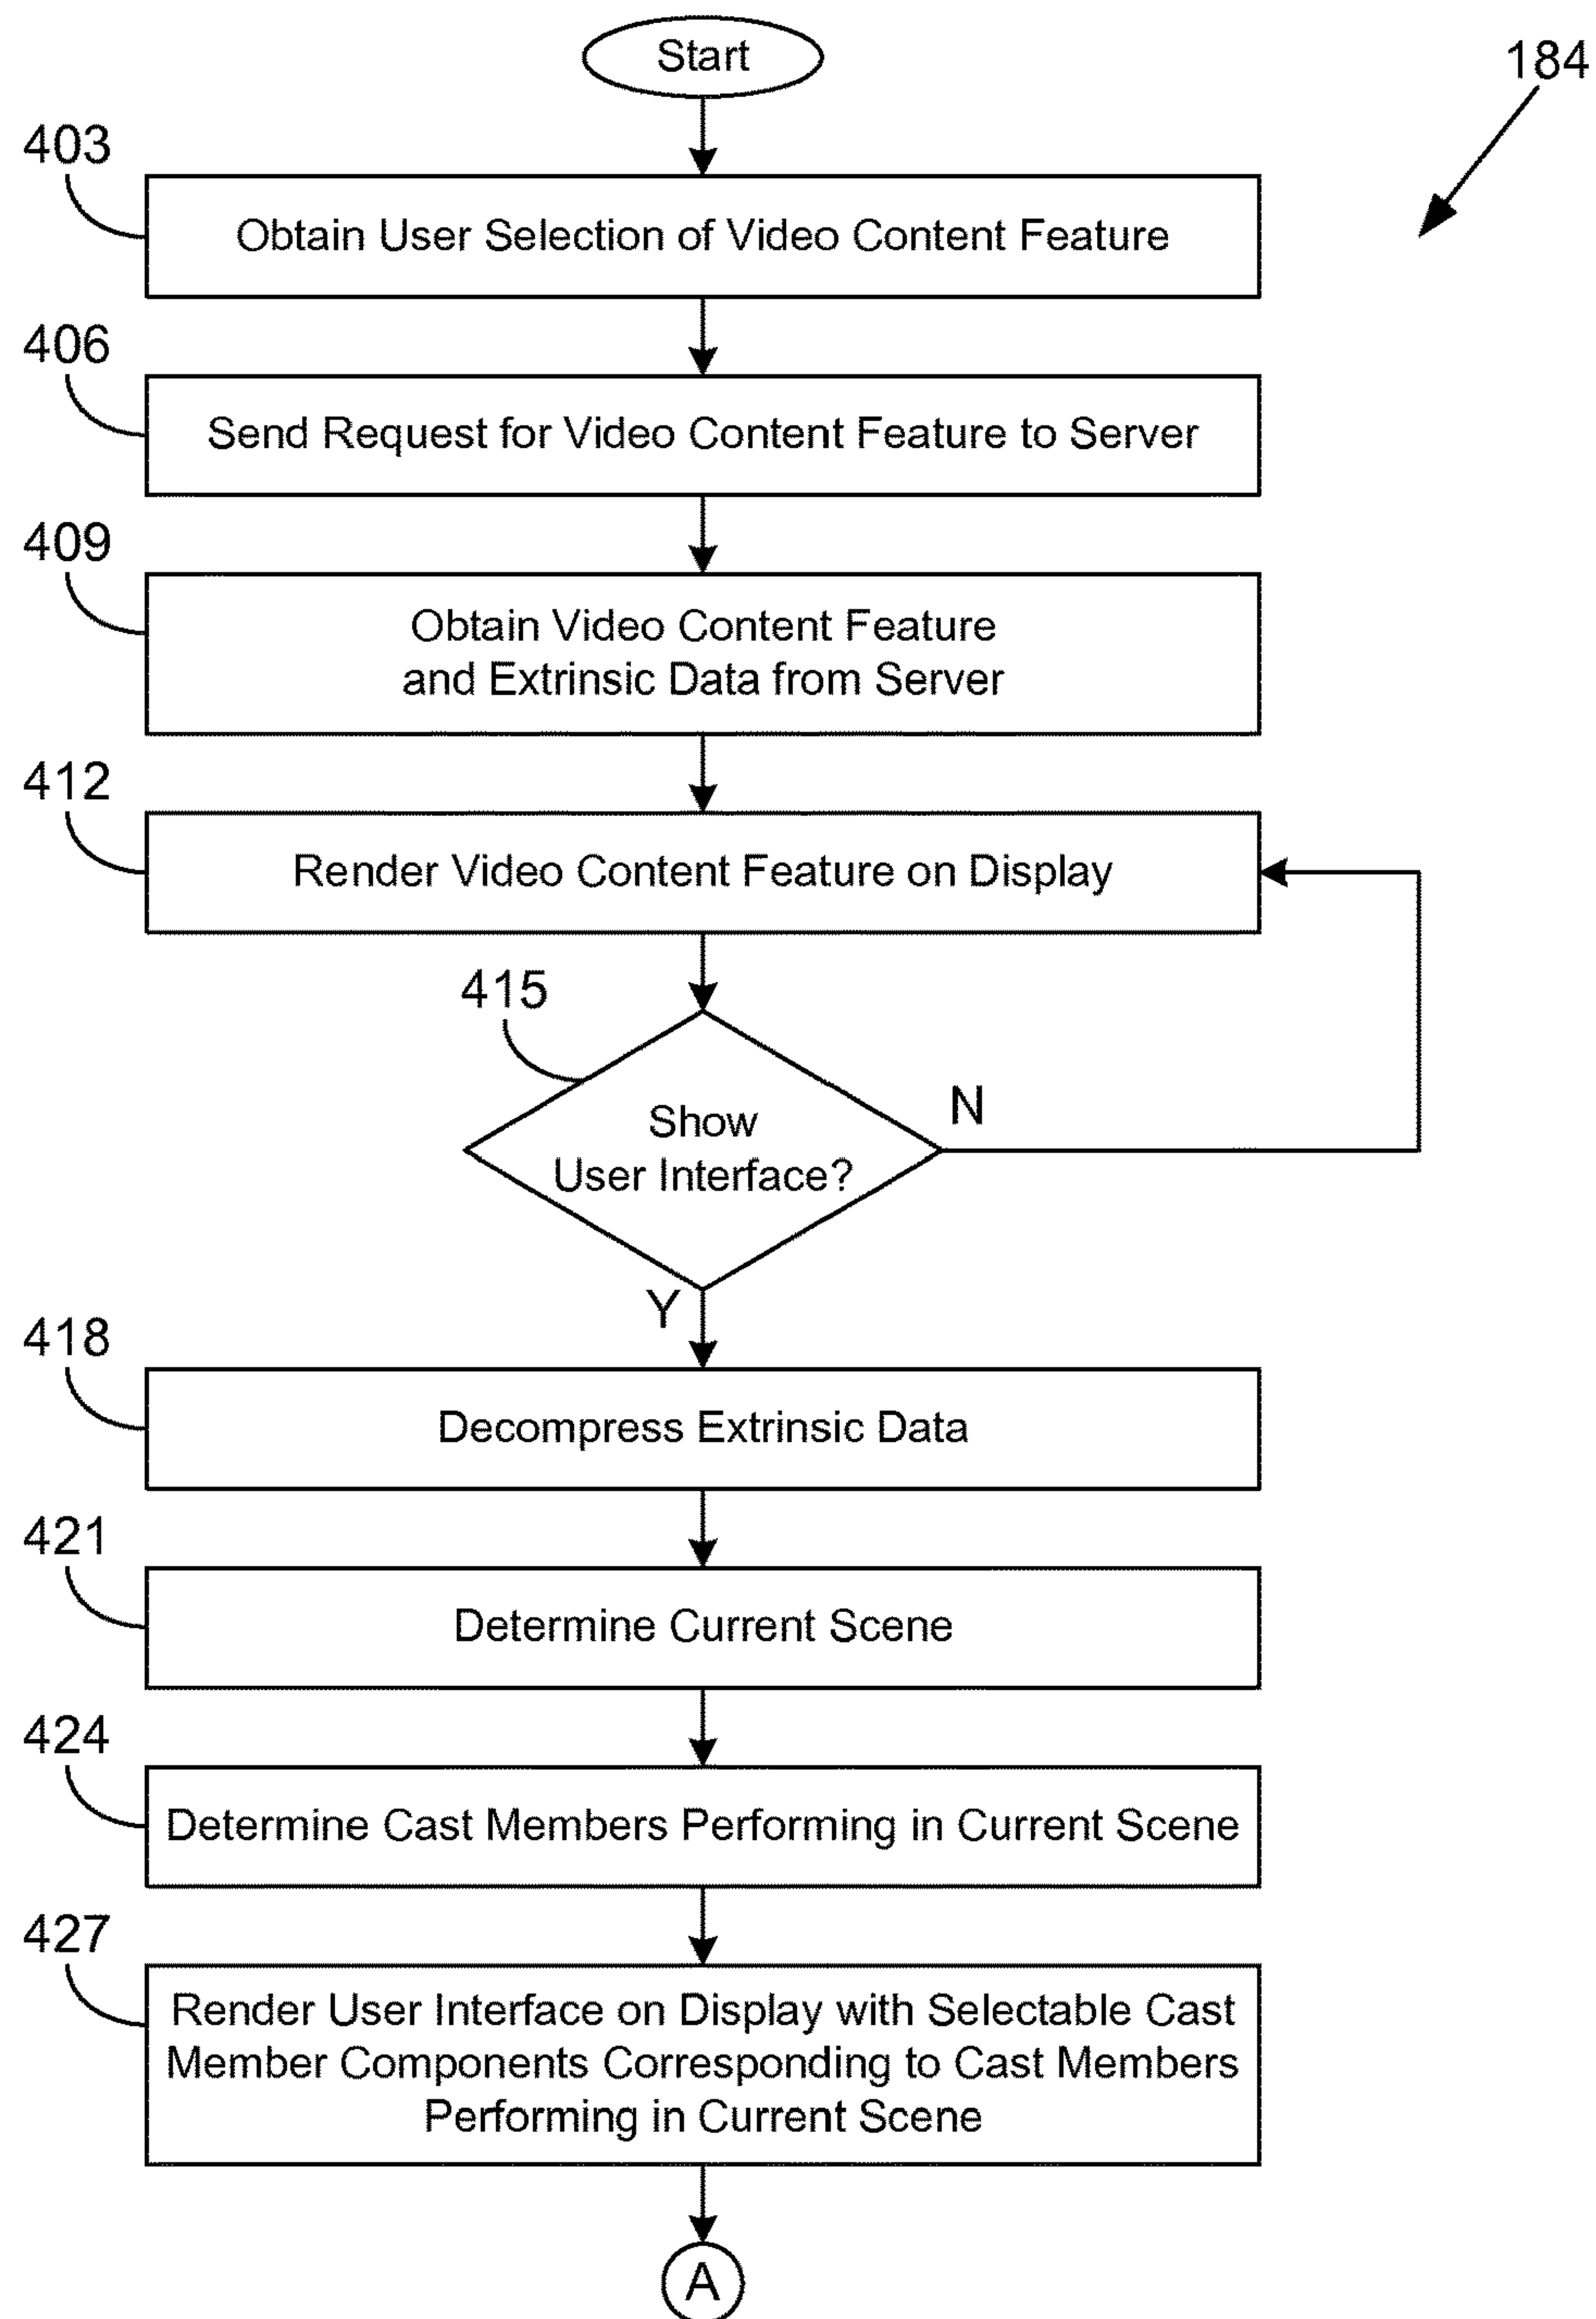 Start
184
403
Obtain User Selection of Video Content Feature
406
Send Request for Video Content Feature to Server
409
Obtain Video Content Feature
and Extrinsic Data from Server
412
Render Video Content Feature on Display
415
Show
User Interface?
N
Y
418
Decompress Extrinsic Data
421
Determine Current Scene
424
Determine Cast Members Performing in Current Scene
427
Render User Interface on Display with Selectable Cast
Member Components Corresponding to Cast Members
Performing in Current Scene
A